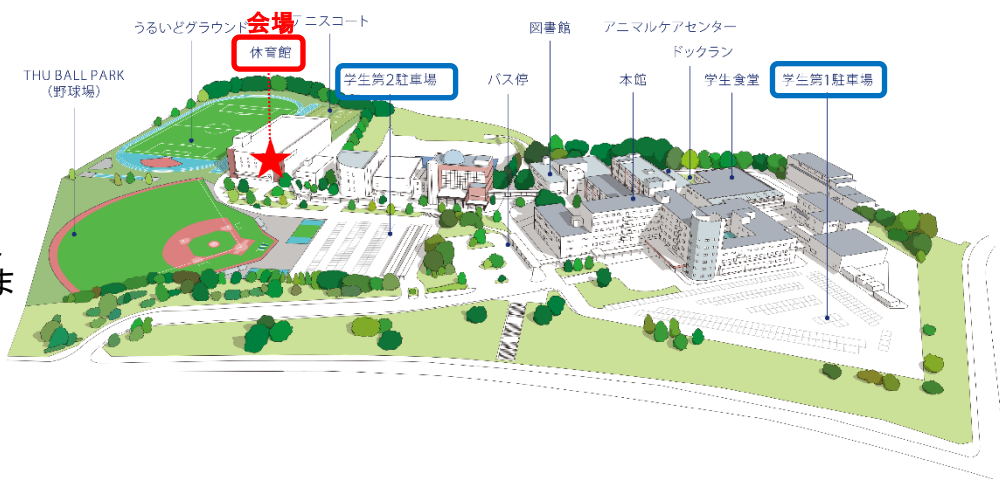 うるいどグラウンド
会場
テニスコート
体育館
図書館
アニマルケアセンター
ドックラン
THU BALL PARK
(野球場)
学生第2駐車場
バス停
本館
学生食堂
学生第1駐車場
ま